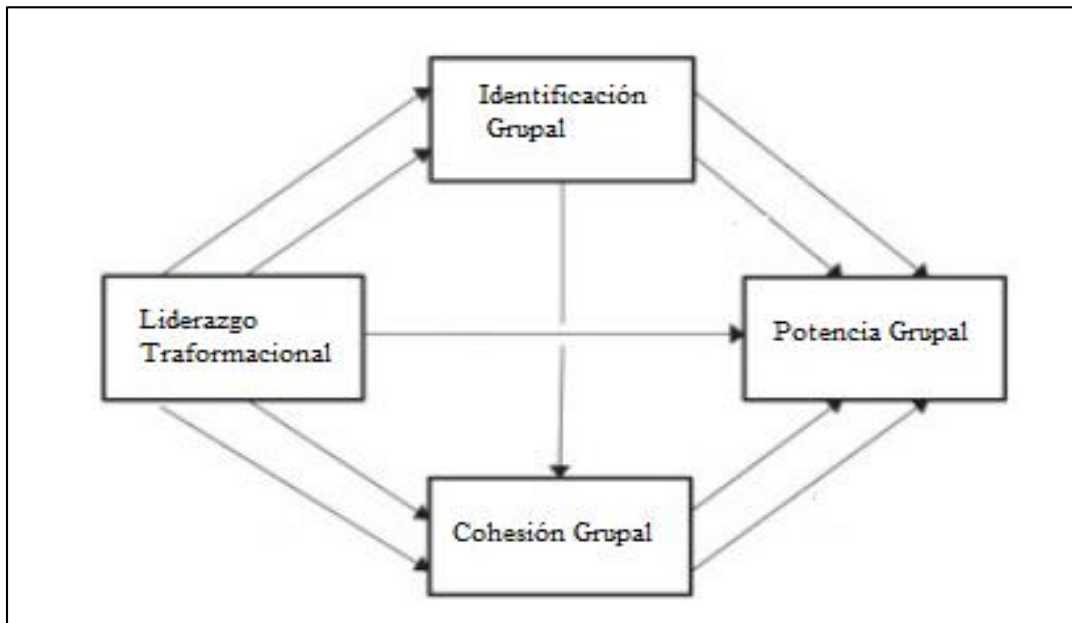 Identificación
Grupal
Liderazgo
Traformacional
Potencia Grupal
Cohesión Grupal